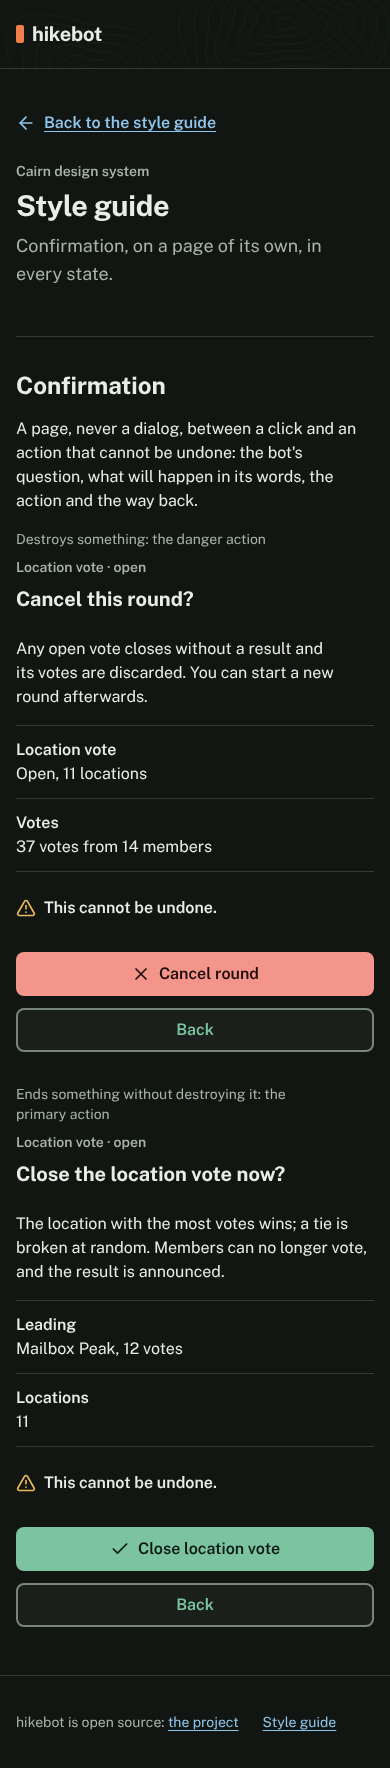 hikebot
Back to the style guide
Cairn design system
Style guide
Confirmation, on a page of its own, in
every state.
Confirmation
A page, never a dialog, between a click and an
action that cannot be undone: the bot's
question, what will happen in its words, the
action and the way back.
Destroys something: the danger action
Location vote · open
Cancel this round?
Any open vote closes without a result and
its votes are discarded. You can start a new
round afterwards.
Location vote
Open, 11 locations
Votes
37 votes from 14 members
This cannot be undone.
Cancel round
Back
Ends something without destroying it: the
primary action
Location vote · open
Close the location vote now?
The location with the most votes wins; a tie is
broken at random. Members can no longer vote,
and the result is announced.
Leading
Mailbox Peak, 12 votes
Locations
11
This cannot be undone.
Close location vote
Back
hikebot is open source: the project Style guide